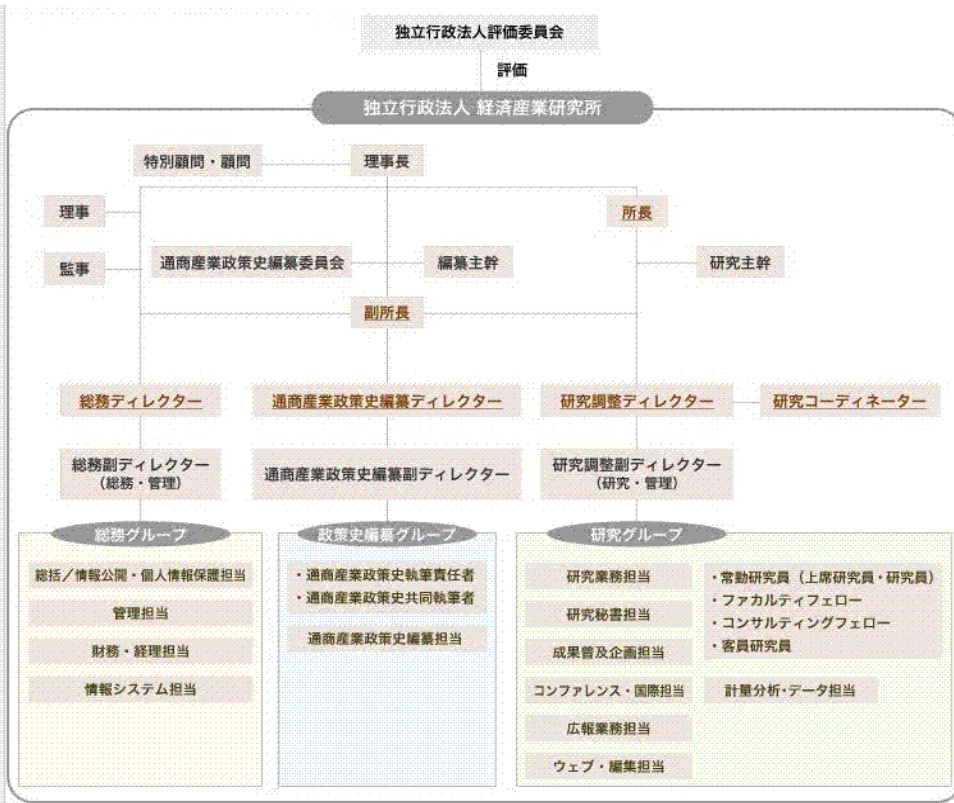 独立行政法人評価委員会
評価
独立行政法人 経済産業研究所
特別顧問・顧問
理事長
理事
所長
監事
通商産業政策史編纂委員会
編纂主幹
研究主幹
副所長
総務ディレクター
通商産業政策史編纂ディレクター
研究調整ディレクター
研究コーディネーター
総務副ディレクター
(総務・管理)
通商産業政策史編纂副ディレクター
研究調整副ディレクター
(研究・管理)
総務グループ
総括／情報公開・個人情報保護担当
管理担当
財務・経理担当
情報システム担当
政策史編纂グループ
・通商産業政策史執筆責任者
・通商産業政策史共同執筆者
通商産業政策史編纂担当
研究グループ
研究業務担当
研究秘書担当
成果普及企画担当
コンファレンス・国際担当
広報業務担当
ウェブ・編集担当
・常勤研究員（上席研究員・研究員）
・ファカルティフェロー
・コンサルティングフェロー
・客員研究員
計量分析・データ担当